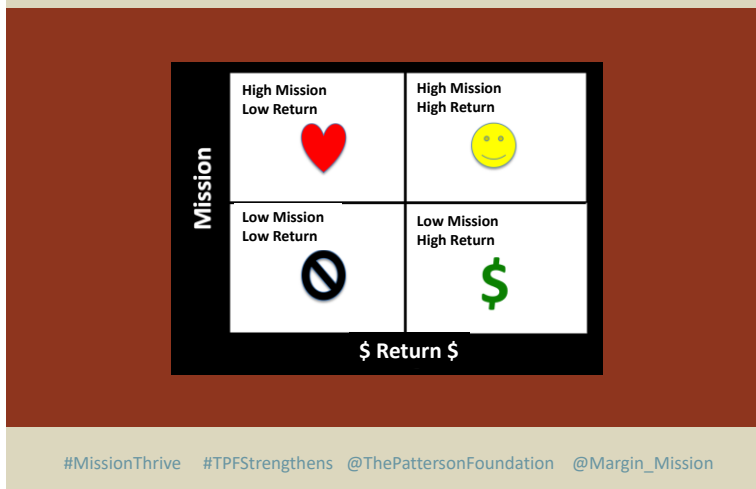 High Mission
Low Return
High Mission
High Return
Mission
Low Mission
Low Return
Low Mission
High Return
$
$ Return $
#MissionThrive #TPFStrengthens @ThePattersonFoundation @Margin_Mission